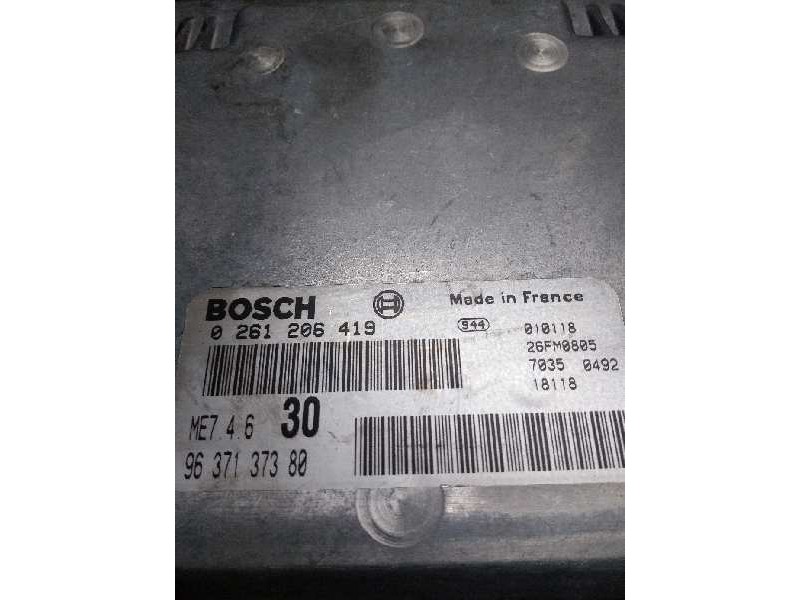 BOSCH Made in France
0 261 206 419 944 010118
26FM0805
7035 0492
18118
ME7.4.6 30
96 371 373 80